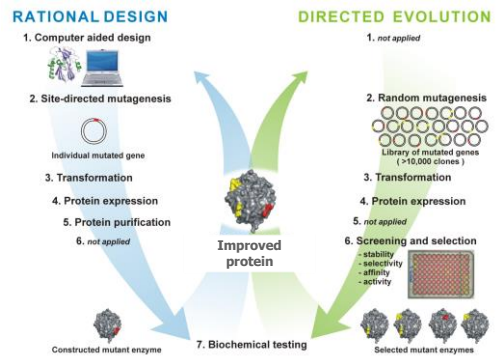 RATIONAL DESIGN
1. Computer aided design
2. Site-directed mutagenesis
Individual mutated gene
3. Transformation
4. Protein expression
5. Protein purification
6. not applied
Constructed mutant enzyme
Improved
protein
7. Biochemical testing
DIRECTED EVOLUTION
1. not applied
2. Random mutagenesis
Library of mutated genes
( >10,000 clones )
3. Transformation
4. Protein expression
5. not applied
6. Screening and selection
- stability
- selectivity
- affinity
- activity
Selected mutant enzymes